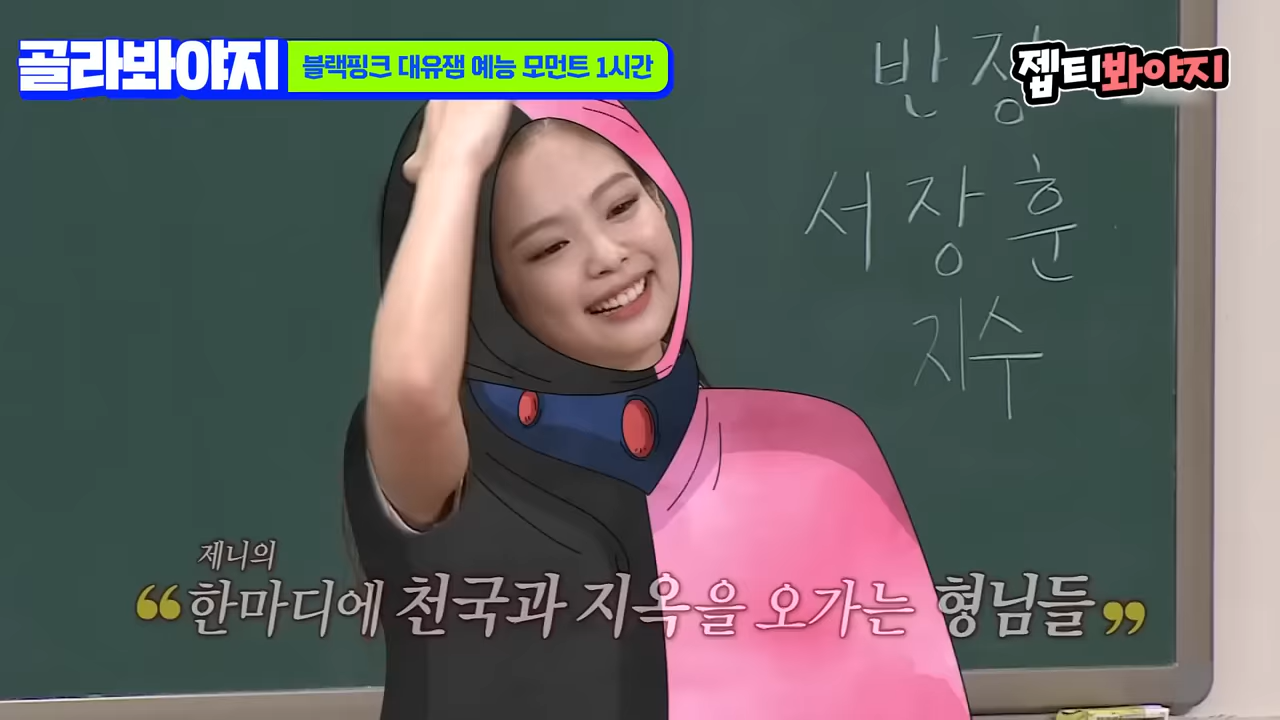 골라봐야지
블랙핑크 대유잼 예능 모먼트 1시간
젭티봐야지
반장
서장훈
지수
제니의
“한마디에 천국과 지옥을 오가는 형님들”